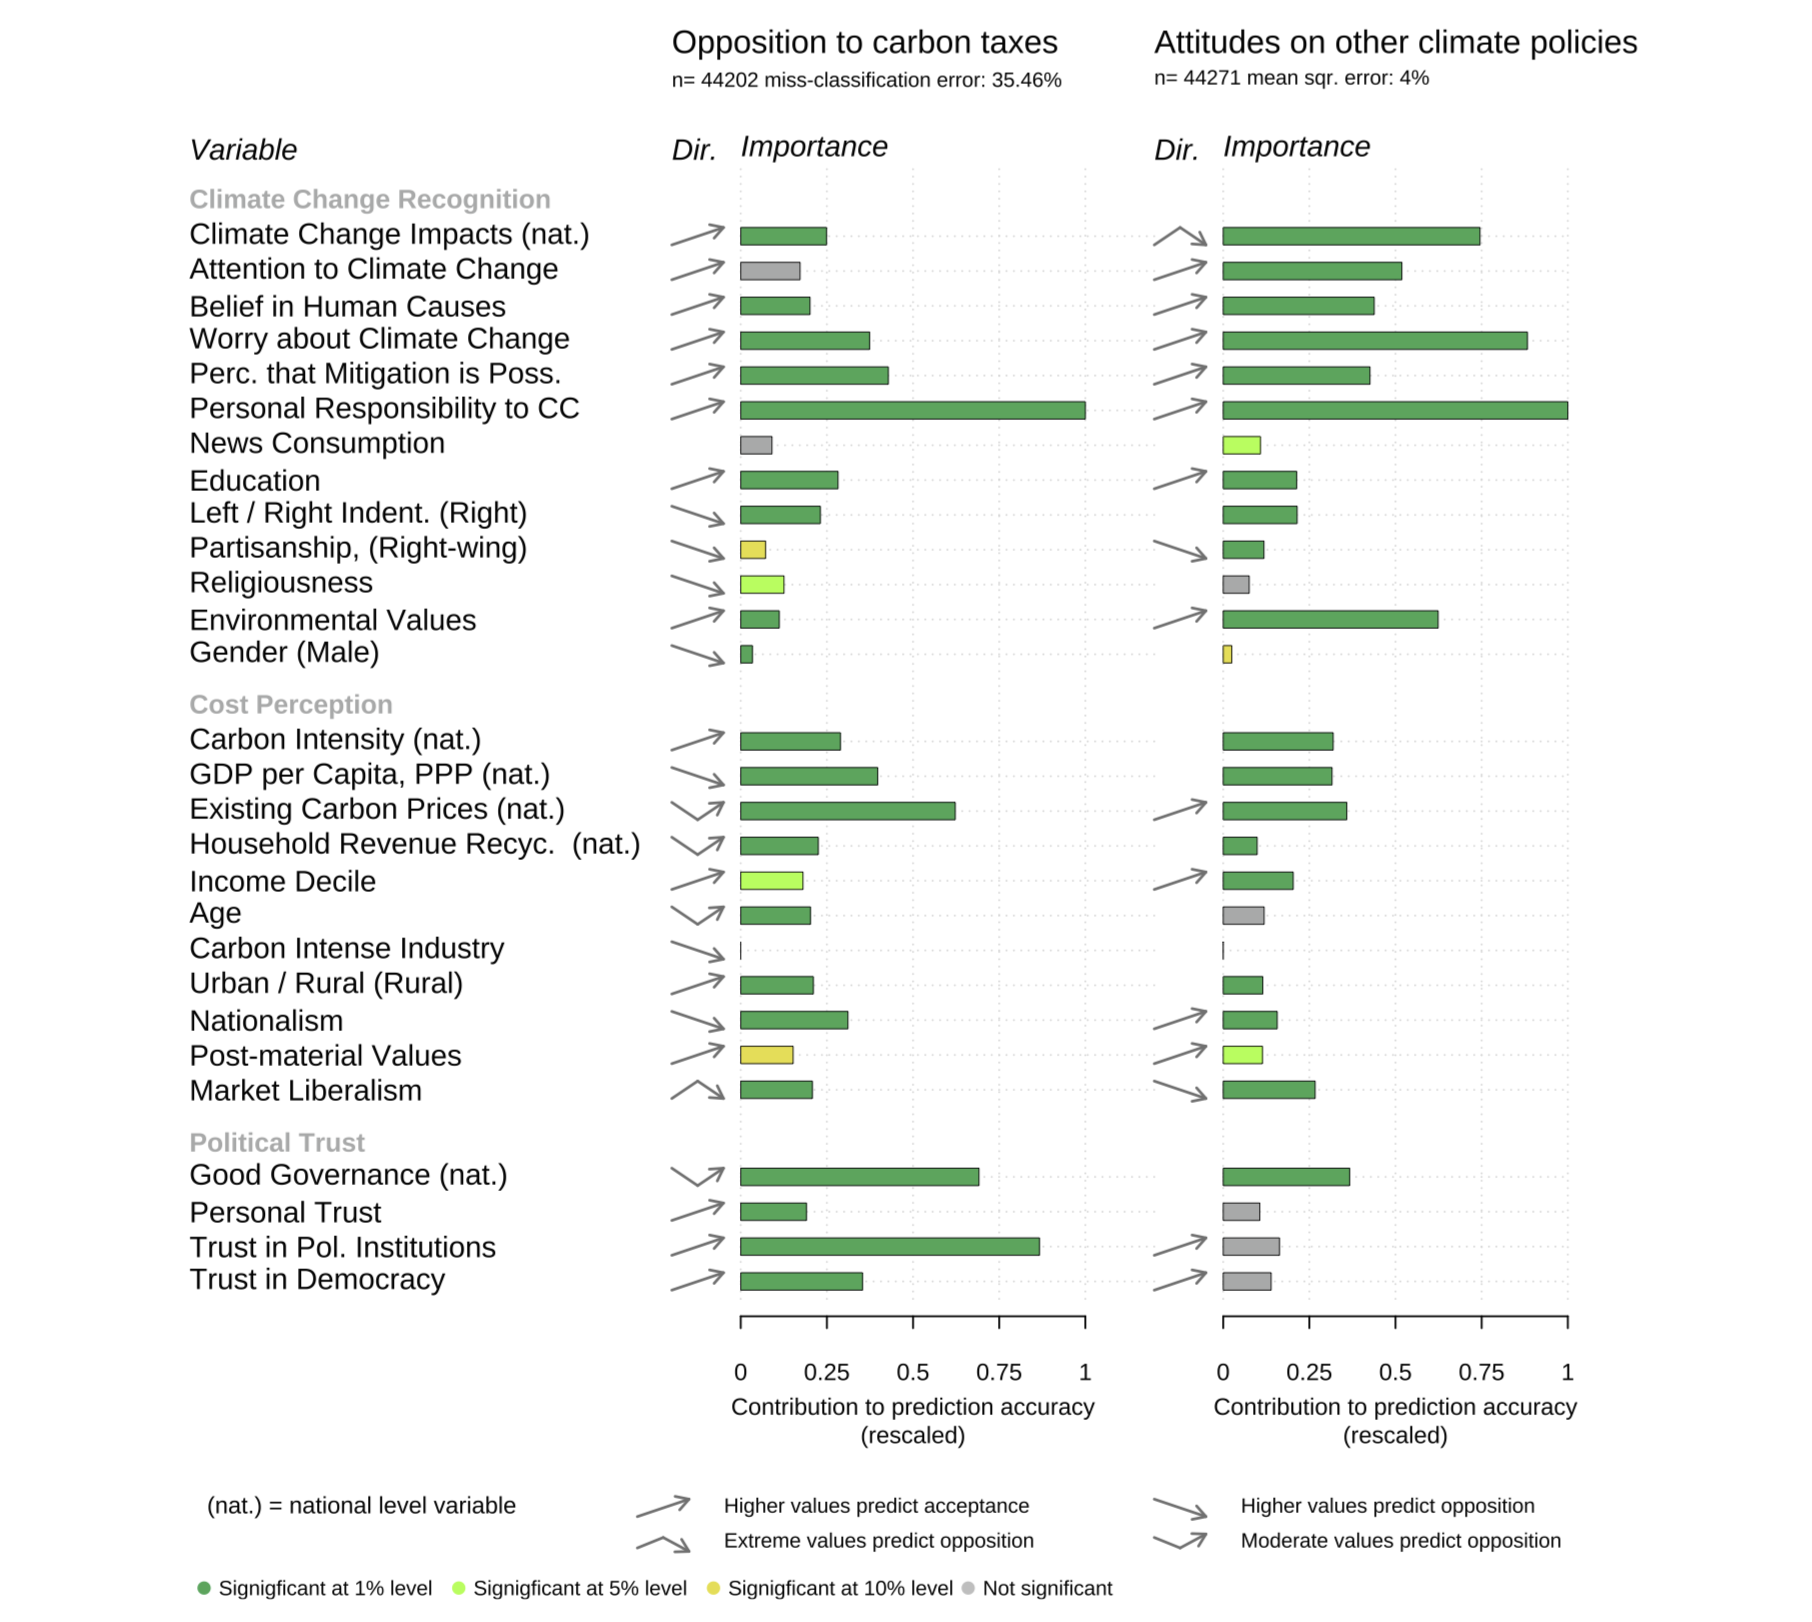 Opposition to carbon taxes
n= 44202 miss-classification error: 35.46%
Attitudes on other climate policies
n= 44271 mean sqr. error: 4%
Variable
Dir. Importance
Dir. Importance
Climate Change Recognition
Climate Change Impacts (nat.)
Attention to Climate Change
Belief in Human Causes
Worry about Climate Change
Perc. that Mitigation is Poss.
Personal Responsibility to CC
News Consumption
Education
Left / Right Indent. (Right)
Partisanship, (Right-wing)
Religiousness
Environmental Values
Gender (Male)
Cost Perception
Carbon Intensity (nat.)
GDP per Capita, PPP (nat.)
Existing Carbon Prices (nat.)
Household Revenue Recyc. (nat.)
Income Decile
Age
Carbon Intense Industry
Urban / Rural (Rural)
Nationalism
Post-material Values
Market Liberalism
Political Trust
Good Governance (nat.)
Personal Trust
Trust in Pol. Institutions
Trust in Democracy
0 0.25 0.5 0.75 1
Contribution to prediction accuracy
(rescaled)
0 0.25 0.5 0.75 1
Contribution to prediction accuracy
(rescaled)
(nat.) = national level variable
Higher values predict acceptance
Higher values predict opposition
Extreme values predict opposition
Moderate values predict opposition
Signigficant at 1% level
Signigficant at 5% level
Signigficant at 10% level
Not significant